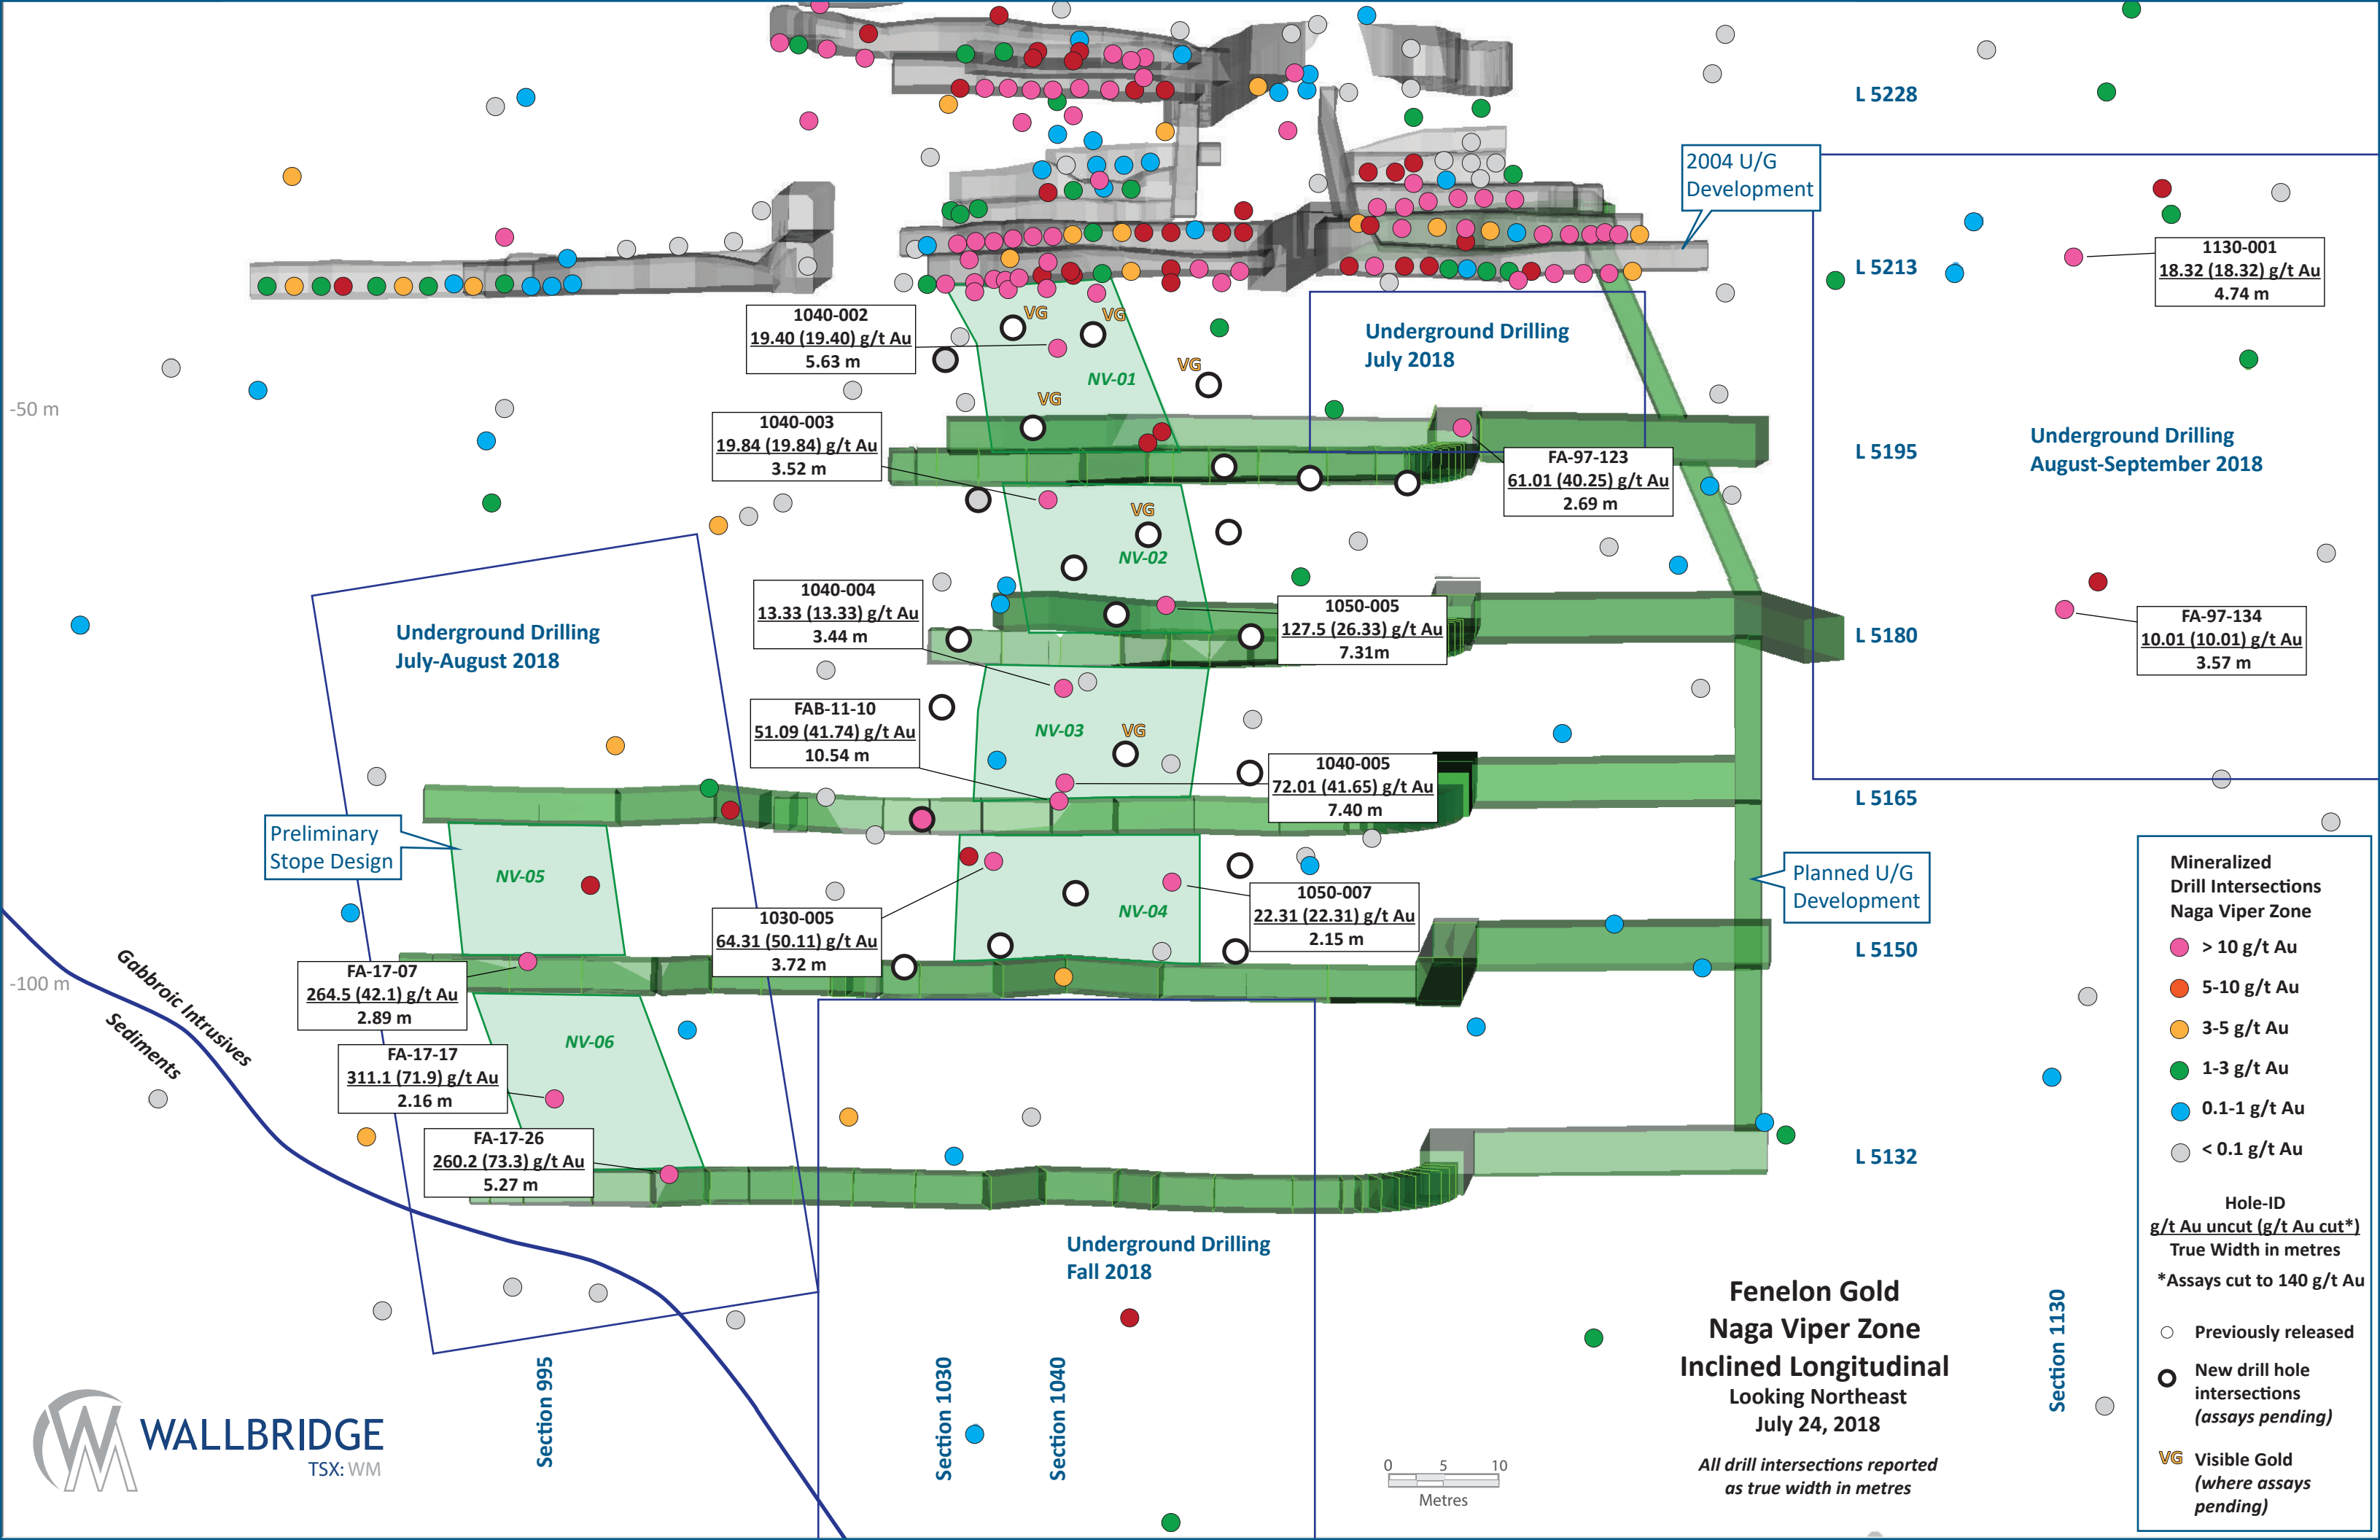 L 5228
2004 U/G
Development
L 5213
1130-001
18.32 (18.32) g/t Au
4.74 m
1040-002
19.40 (19.40) g/t Au
5.63 m
VG
VG
VG
VG
NV-01
Underground Drilling
July 2018
-50 m
1040-003
19.84 (19.84) g/t Au
3.52 m
FA-97-123
61.01 (40.25) g/t Au
2.69 m
L 5195
Underground Drilling
August-September 2018
VG
NV-02
1040-004
13.33 (13.33) g/t Au
3.44 m
1050-005
127.5 (26.33) g/t Au
7.31m
L 5180
FA-97-134
10.01 (10.01) g/t Au
3.57 m
Underground Drilling
July-August 2018
FAB-11-10
51.09 (41.74) g/t Au
10.54 m
NV-03
VG
1040-005
72.01 (41.65) g/t Au
7.40 m
L 5165
Preliminary
Stope Design
NV-05
1030-005
64.31 (50.11) g/t Au
3.72 m
NV-04
1050-007
22.31 (22.31) g/t Au
2.15 m
Planned U/G
Development
L 5150
-100 m
Gabbroic Intrusives
Sediments
FA-17-07
264.5 (42.1) g/t Au
2.89 m
NV-06
FA-17-17
311.1 (71.9) g/t Au
2.16 m
FA-17-26
260.2 (73.3) g/t Au
5.27 m
L 5132
Underground Drilling
Fall 2018
Mineralized
Drill Intersections
Naga Viper Zone
> 10 g/t Au
5-10 g/t Au
3-5 g/t Au
1-3 g/t Au
0.1-1 g/t Au
< 0.1 g/t Au
Hole-ID
g/t Au uncut (g/t Au cut*)
True Width in metres
*Assays cut to 140 g/t Au
Previously released
New drill hole
intersections
(assays pending)
VG Visible Gold
(where assays
pending)
Section 995
Section 1030
Section 1040
Section 1130
Fenelon Gold
Naga Viper Zone
Inclined Longitudinal
Looking Northeast
July 24, 2018
All drill intersections reported
as true width in metres
0 5 10
Metres
WALLBRIDGE
TSX: WM